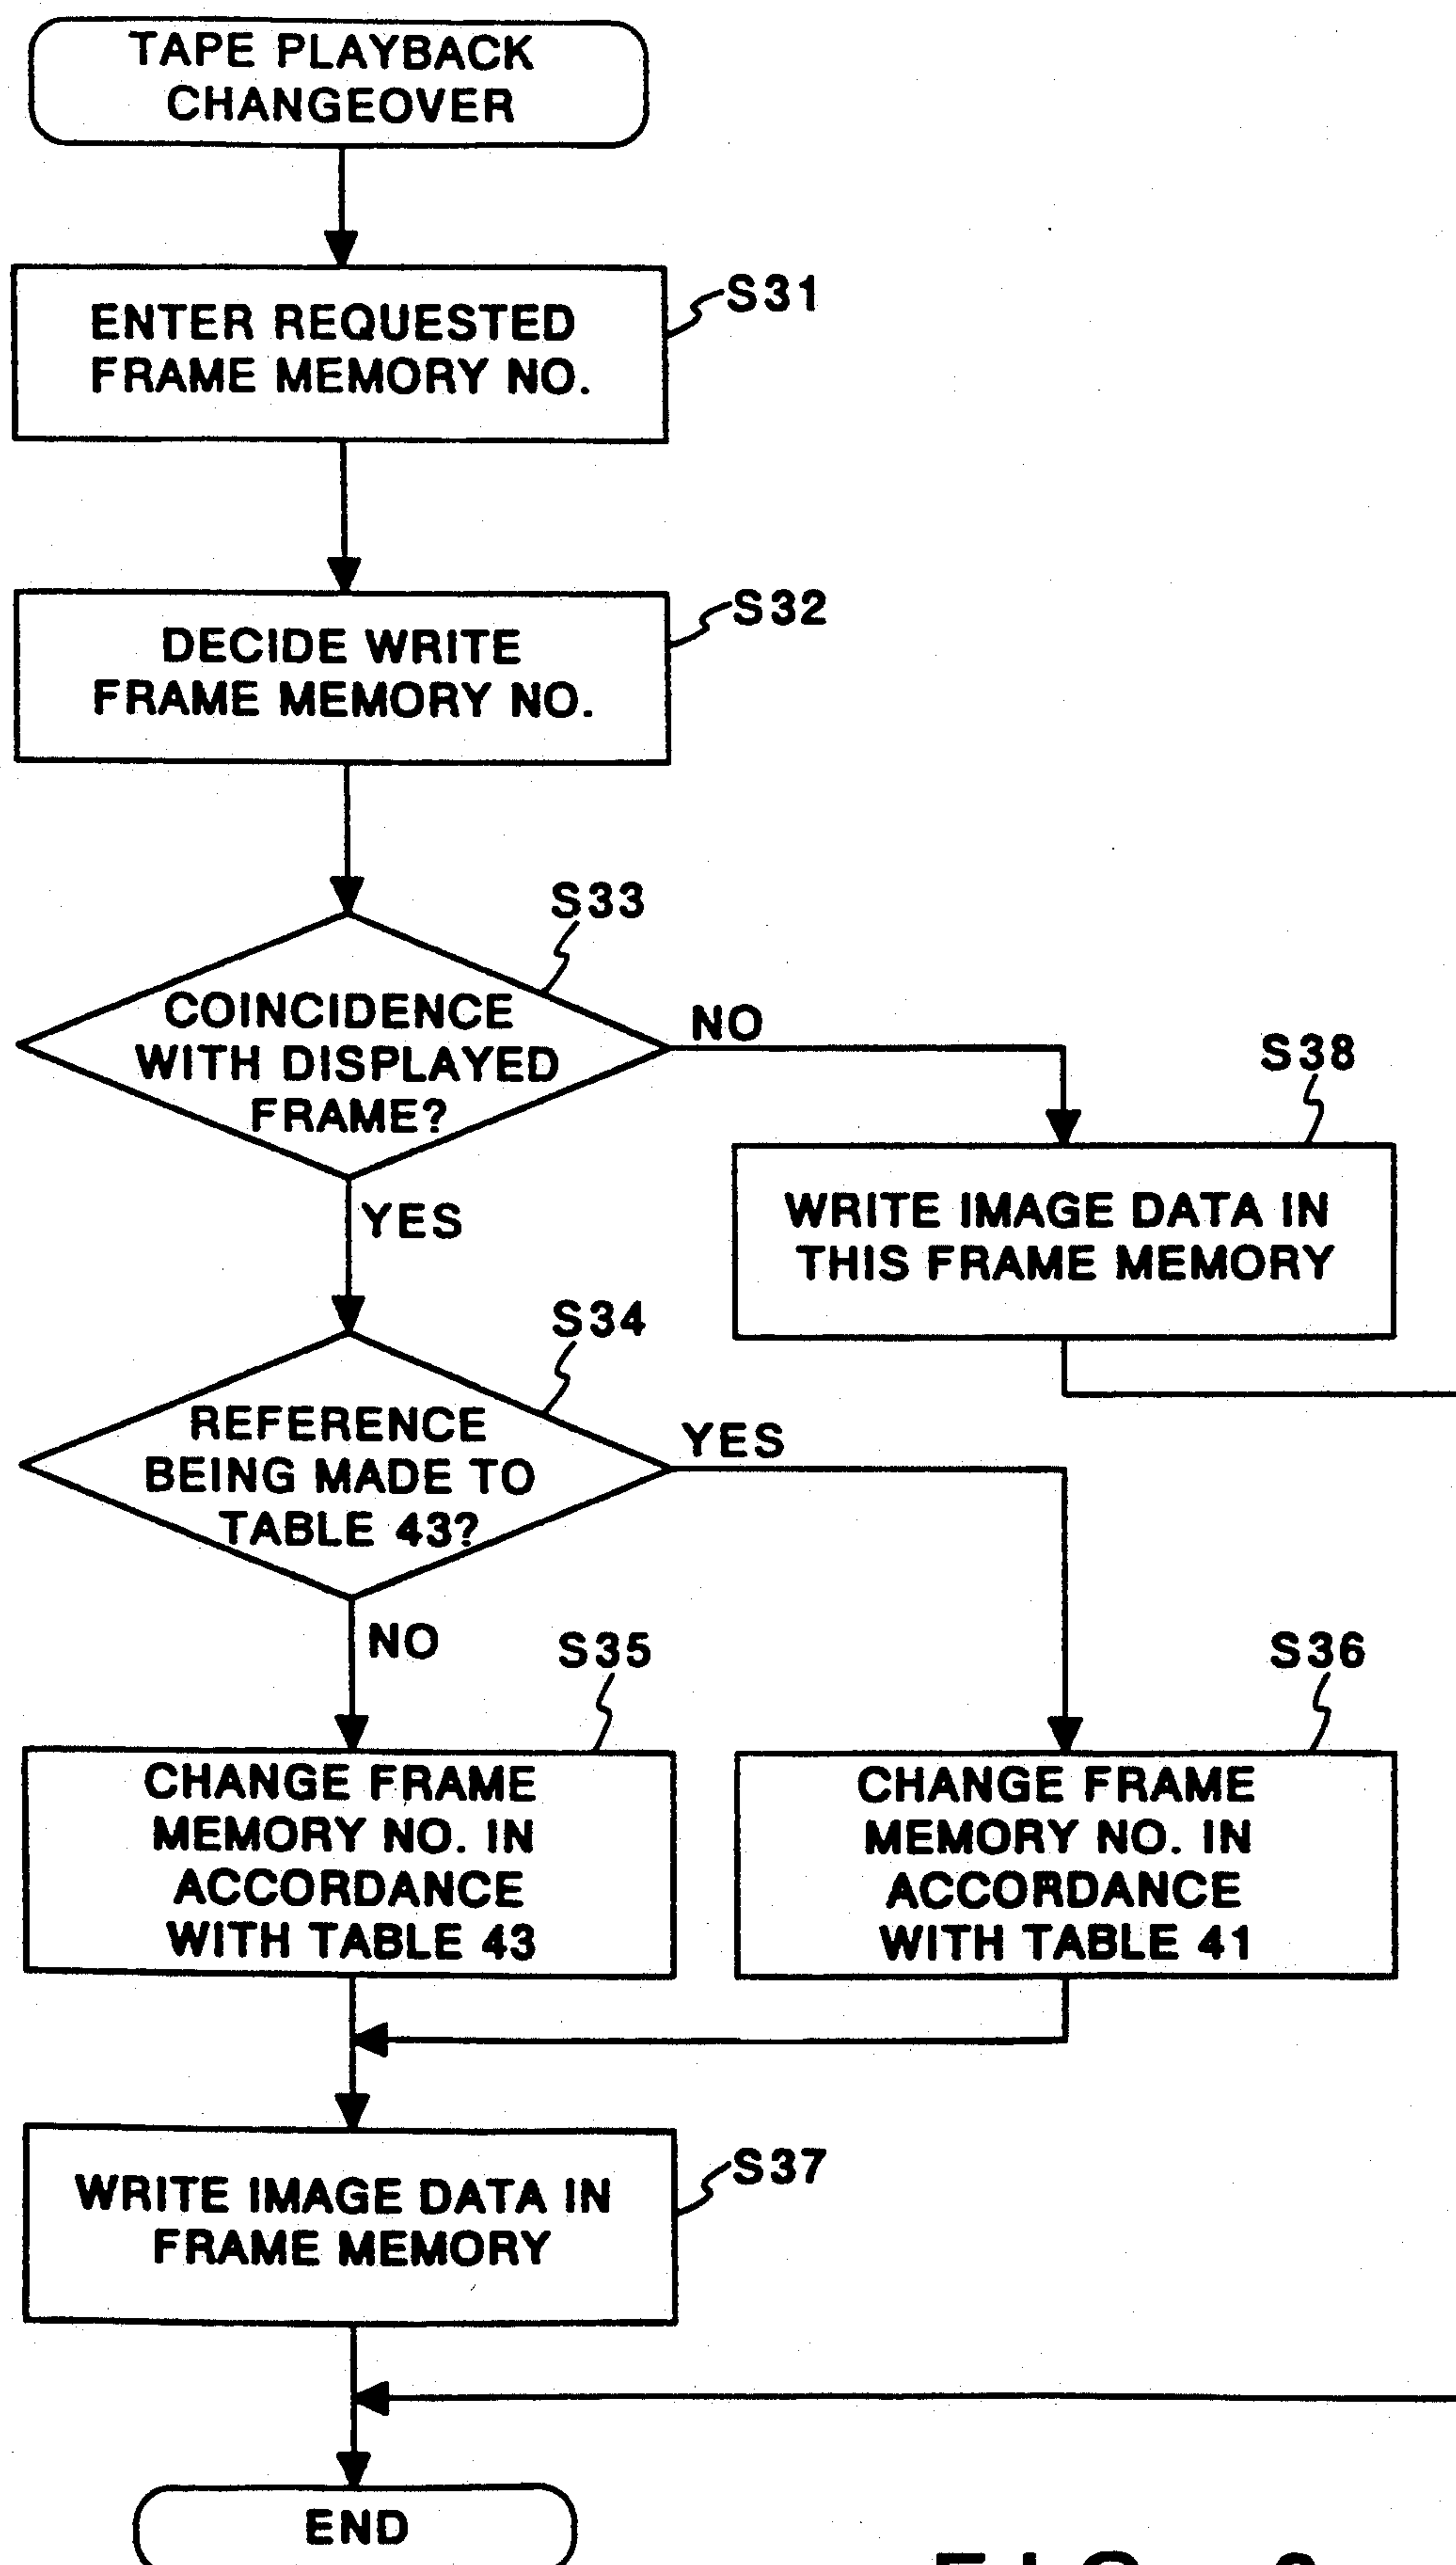 TAPE PLAYBACK
CHANGEOVER
ENTER REQUESTED
FRAME MEMORY NO.
S31
DECIDE WRITE
FRAME MEMORY NO.
S32
S33
COINCIDENCE
WITH DISPLAYED
FRAME?
NO
YES
S38
WRITE IMAGE DATA IN
THIS FRAME MEMORY
S34
REFERENCE
BEING MADE TO
TABLE 43?
YES
NO
S35
CHANGE FRAME
MEMORY NO. IN
ACCORDANCE
WITH TABLE 43
S36
CHANGE FRAME
MEMORY NO. IN
ACCORDANCE
WITH TABLE 41
WRITE IMAGE DATA IN
FRAME MEMORY
S37
END